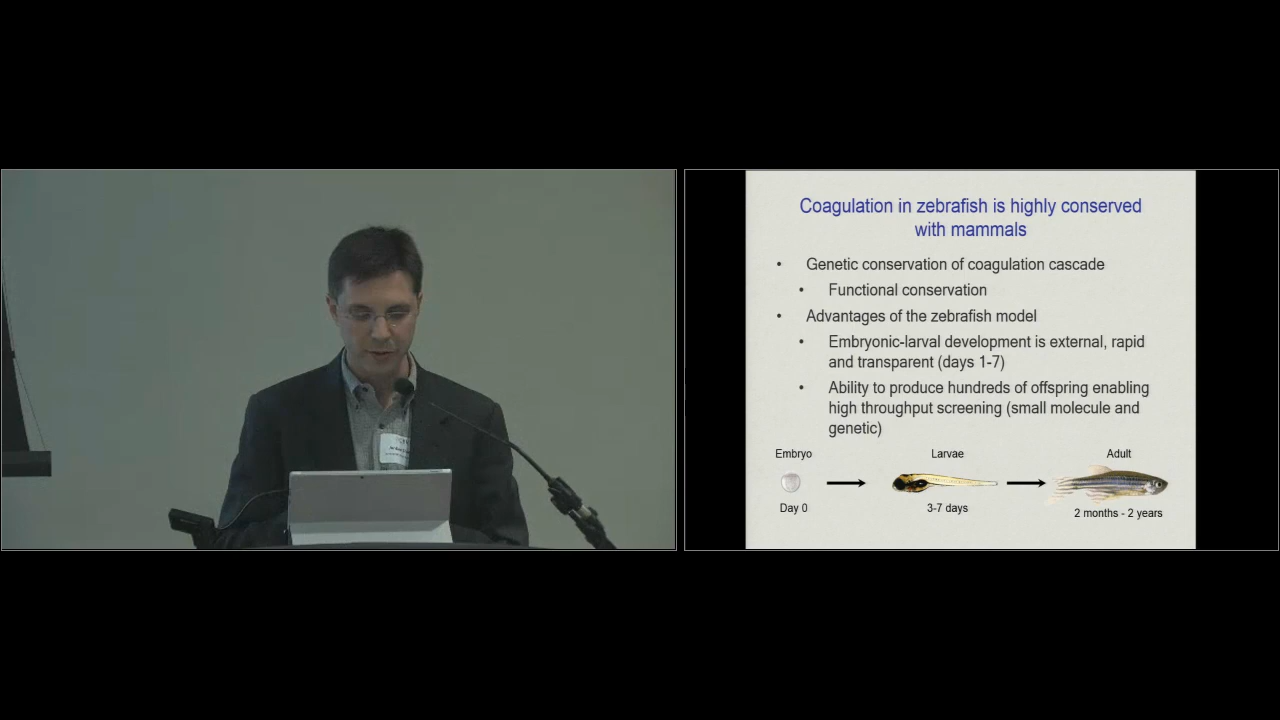 Coagulation in zebrafish is highly conserved
with mammals
• Genetic conservation of coagulation cascade
• Functional conservation
• Advantages of the zebrafish model
• Embryonic-larval development is external, rapid
and transparent (days 1-7)
• Ability to produce hundreds of offspring enabling
high throughput screening (small molecule and
genetic)
Embryo
Larvae
Adult
Day 0
3-7 days
2 months - 2 years